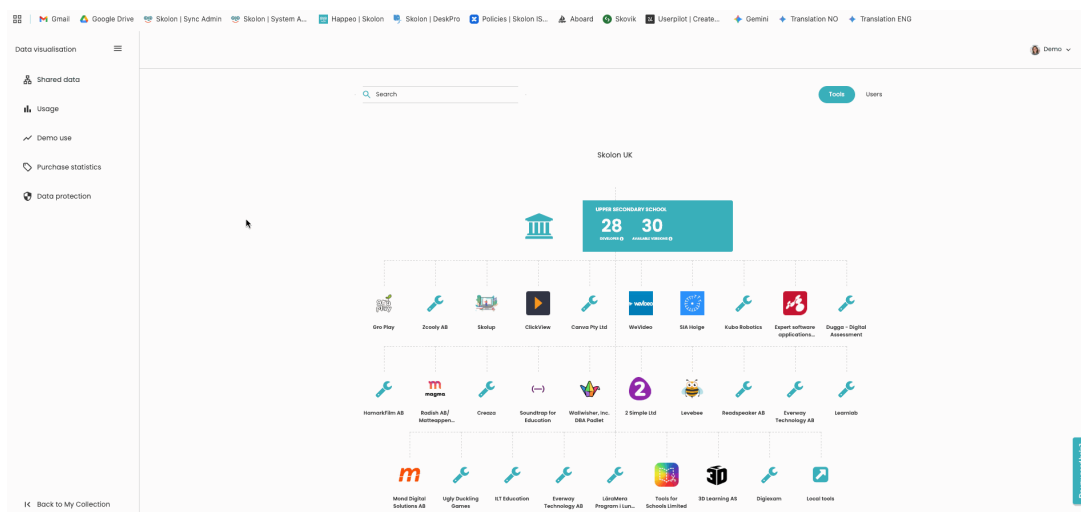 Gmail
Google Drive
Skolon | Sync Admin
Skolon | System A...
Happeo | Skolon
Skolon | DeskPro
Policies | Skolon IS...
Aboard
Skovik
Userpilot | Create...
Gemini
Translation NO
Translation ENG
Data visualisation
Demo
Shared data
Usage
Demo use
Purchase statistics
Data protection
Back to My Collection
Search
Tools
Users
Skolon UK
UPPER SECONDARY SCHOOL
28 30
DEVELOPER AVAILABLE VERSIONS
Gro Play
Zcooly AB
Skolup
ClickView
Canva Pty Ltd
WeVideo
SIA Hoige
Kubo Robotics
Expert software
applications...
Dugga - Digital
Assessment
HamarkFilm AB
magma
Radish AB/
Matteappen...
Creaza
Soundtrap for
Education
Wallwisher, Inc.
DBA Padlet
2
2 Simple Ltd
Levebee
Readspeaker AB
Everway
Technology AB
Learnlab
m
Mond Digital
Solutions AB
Ugly Duckling
Games
ILT Education
Everway
Technology AB
LäraMera
Program i Lun...
Tools for
Schools Limited
3D
3D Learning AS
Digiexam
Local tools